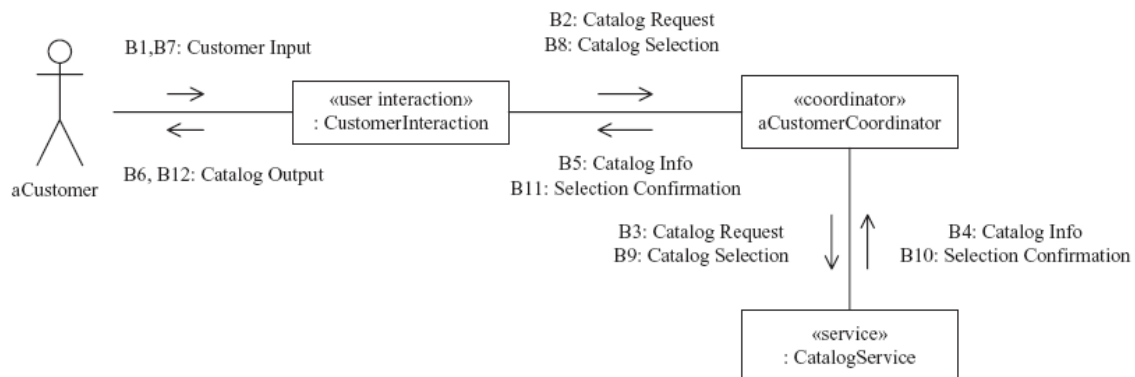 B2: Catalog Request
B8: Catalog Selection
B1,B7: Customer Input
«user interaction»
: CustomerInteraction
«coordinator»
aCustomerCoordinator
B6, B12: Catalog Output
aCustomer
B5: Catalog Info
B11: Selection Confirmation
B3: Catalog Request
B9: Catalog Selection
B4: Catalog Info
B10: Selection Confirmation
«service»
: CatalogService